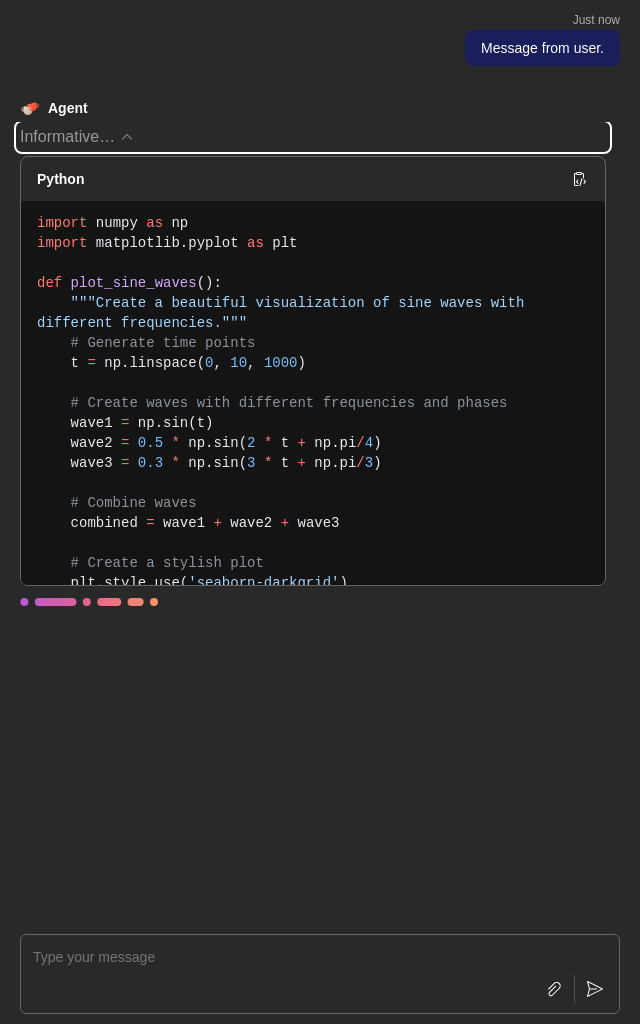 Just now
Message from user.
Agent
Informative…
Python
import numpy as np
import matplotlib.pyplot as plt
def plot_sine_waves():
    """Create a beautiful visualization of sine waves with
different frequencies."""
    # Generate time points
    t = np.linspace(0, 10, 1000)
    # Create waves with different frequencies and phases
    wave1 = np.sin(t)
    wave2 = 0.5 * np.sin(2 * t + np.pi/4)
    wave3 = 0.3 * np.sin(3 * t + np.pi/3)
    # Combine waves
    combined = wave1 + wave2 + wave3
    # Create a stylish plot
    plt.style.use('seaborn-darkgrid')
Type your message